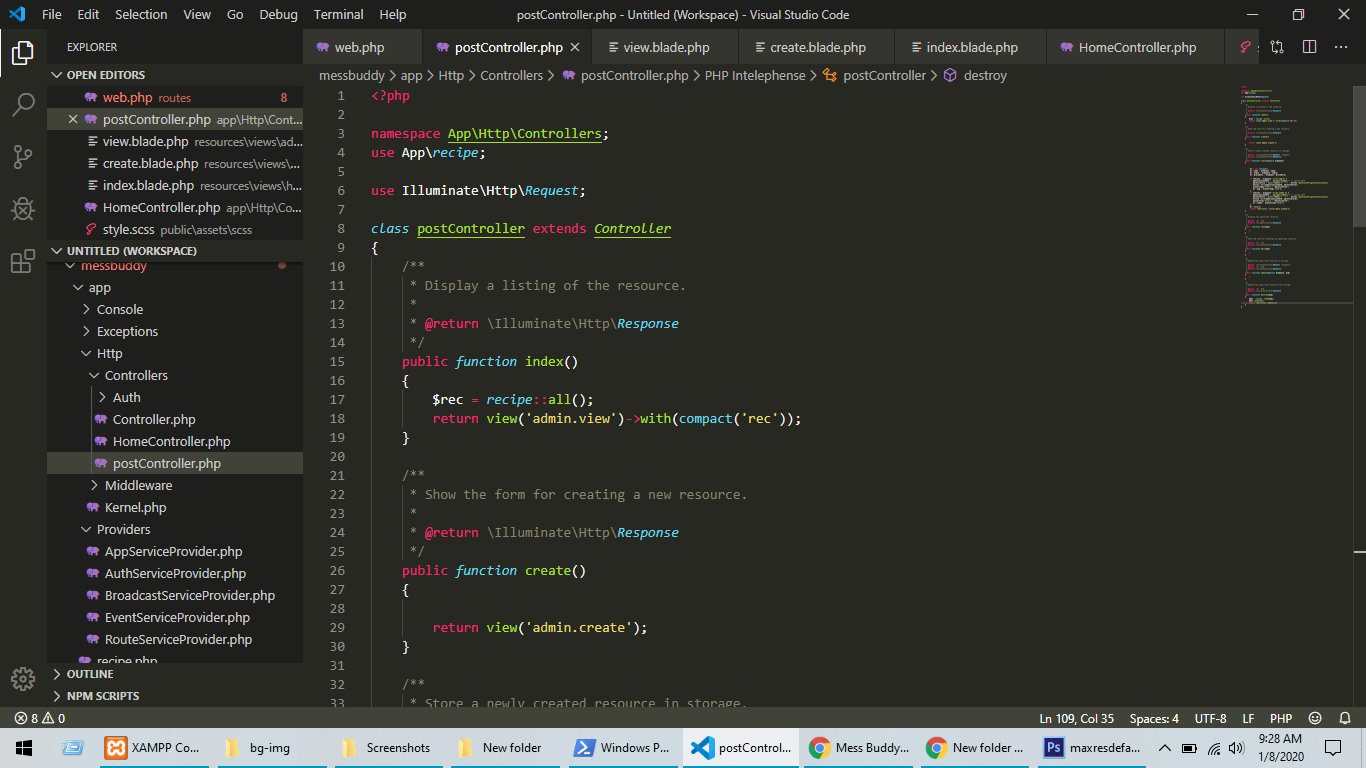 File Edit Selection View Go Debug Terminal Help postController.php - Untitled (Workspace) - Visual Studio Code
EXPLORER
web.php postController.php view.blade.php create.blade.php index.blade.php HomeController.php
OPEN EDITORS
web.php routes 8
postController.php app\Http\Cont...
view.blade.php resources\views\ad...
create.blade.php resources\views\...
index.blade.php resources\views\h...
HomeController.php app\Http\Co...
style.scss public\assets\scss
UNTITLED (WORKSPACE)
messbuddy
app
Console
Exceptions
Http
Controllers
Auth
Controller.php
HomeController.php
postController.php
Middleware
Kernel.php
Providers
AppServiceProvider.php
AuthServiceProvider.php
BroadcastServiceProvider.php
EventServiceProvider.php
RouteServiceProvider.php
recipe.php
OUTLINE
NPM SCRIPTS
messbuddy > app > Http > Controllers > postController.php > PHP Intelephense > postController > destroy
1 <?php
2
3 namespace App\Http\Controllers;
4 use App\recipe;
5
6 use Illuminate\Http\Request;
7
8 class postController extends Controller
9 {
10 /**
11 * Display a listing of the resource.
12 *
13 * @return \Illuminate\Http\Response
14 */
15 public function index()
16 {
17 $rec = recipe::all();
18 return view('admin.view')->with(compact('rec'));
19 }
20
21 /**
22 * Show the form for creating a new resource.
23 *
24 * @return \Illuminate\Http\Response
25 */
26 public function create()
27 {
28
29 return view('admin.create');
30 }
31
32 /**
33 * Store a newly created resource in storage.
8 0 Ln 109, Col 35 Spaces: 4 UTF-8 LF PHP
XAMPP Co... bg-img Screenshots New folder Windows P... postControl... Mess Buddy... New folder ... Ps maxresdefa...
9:28 AM
1/8/2020